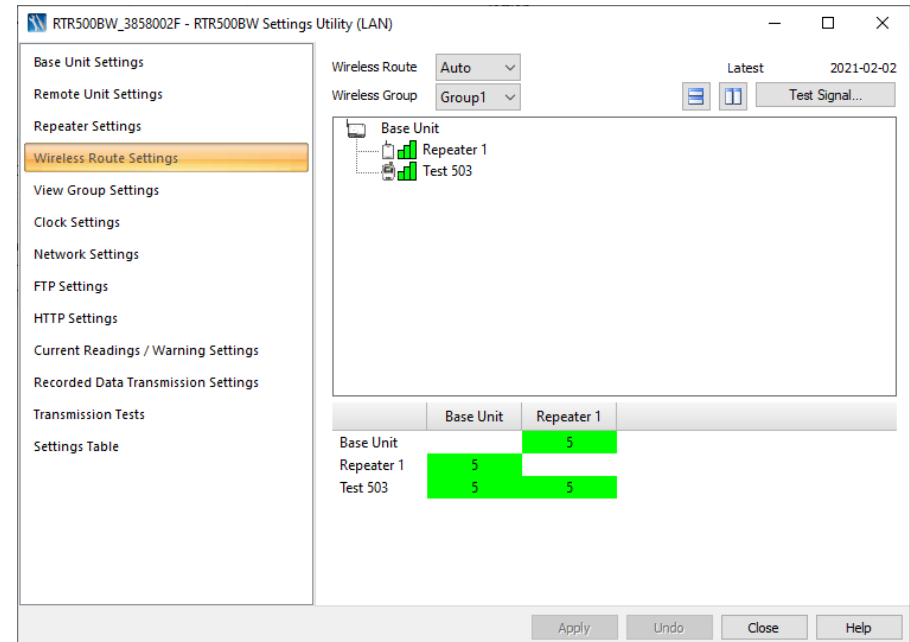 RTR500BW_3858002F - RTR500BW Settings Utility (LAN)
Base Unit Settings
Remote Unit Settings
Repeater Settings
Wireless Route Settings
View Group Settings
Clock Settings
Network Settings
FTP Settings
HTTP Settings
Current Readings / Warning Settings
Recorded Data Transmission Settings
Transmission Tests
Settings Table
Wireless Route Auto Latest 2021-02-02
Wireless Group Group1 Test Signal...
Base Unit
Repeater 1
Test 503
Base Unit Repeater 1
Base Unit 5
Repeater 1 5
Test 503 5 5
Apply Undo Close Help